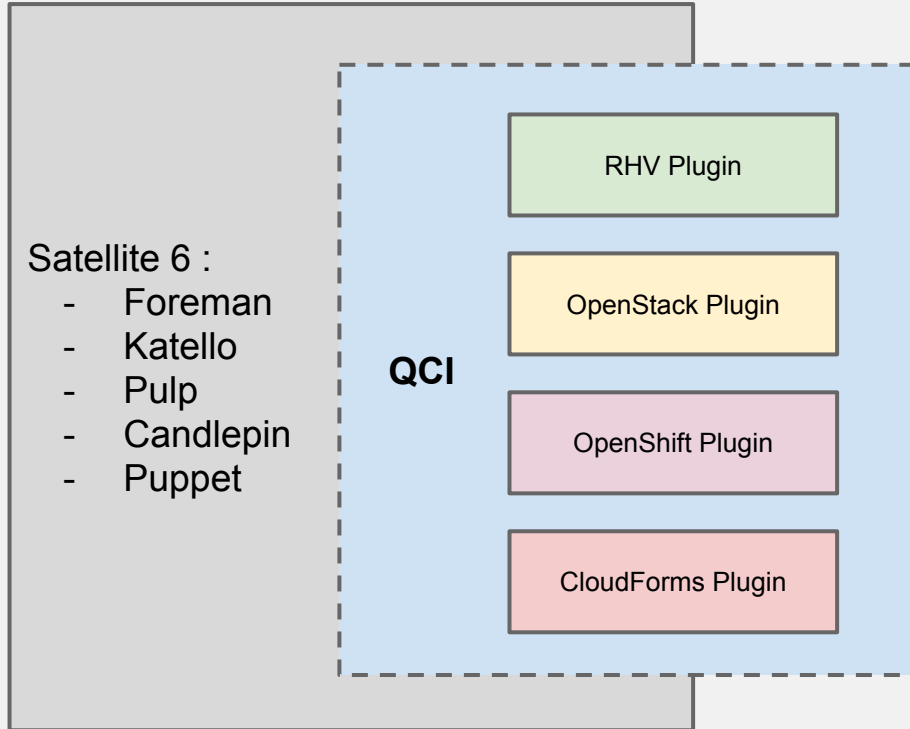 Satellite 6 :
- Foreman
- Katello
- Pulp
- Candlepin
- Puppet
QCI
RHV Plugin
OpenStack Plugin
OpenShift Plugin
CloudForms Plugin